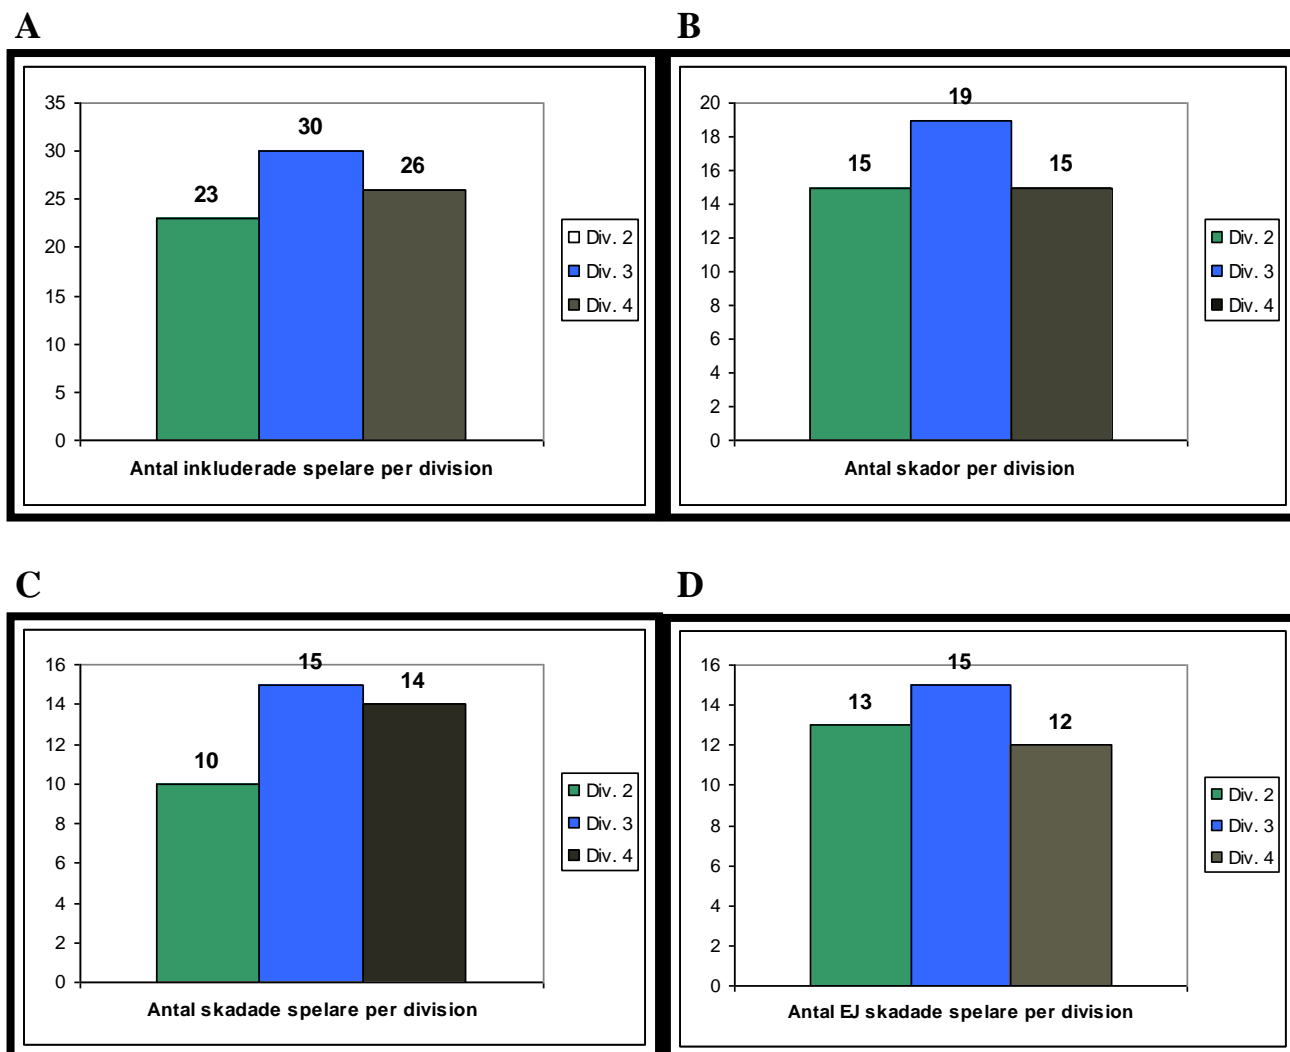 A
35
30
25
20
15
10
5
0
23
30
26
Div. 2
Div. 3
Div. 4
Antal inkluderade spelare per division
B
20
18
16
14
12
10
8
6
4
2
0
15
19
15
Div. 2
Div. 3
Div. 4
Antal skador per division
C
16
14
12
10
8
6
4
2
0
10
15
14
Div. 2
Div. 3
Div. 4
Antal skadade spelare per division
D
16
14
12
10
8
6
4
2
0
13
15
12
Div. 2
Div. 3
Div. 4
Antal EJ skadade spelare per division